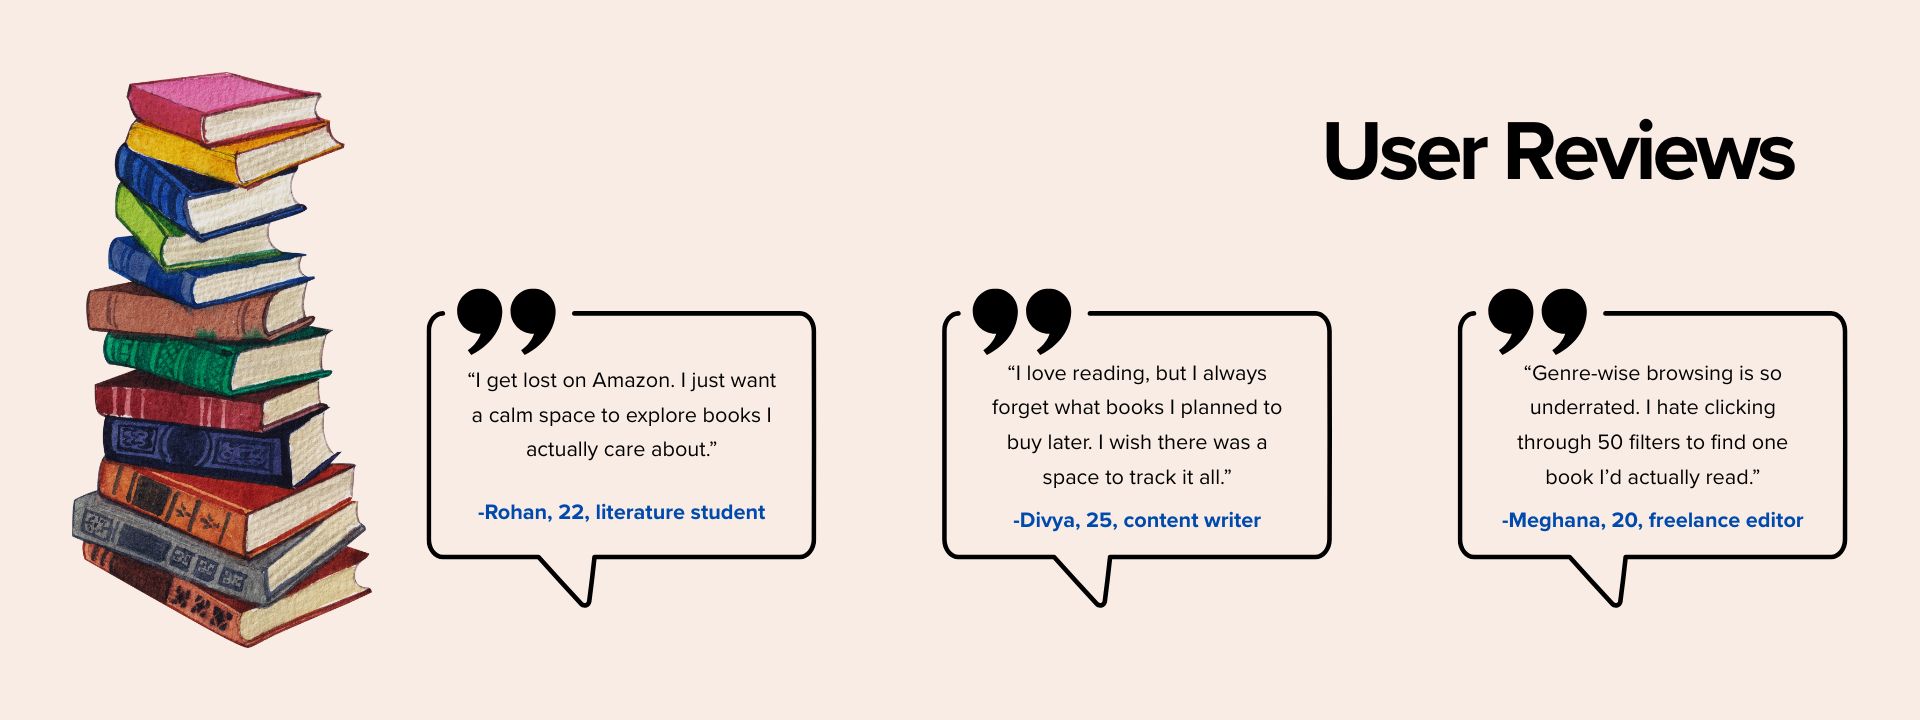 User Reviews
“I get lost on Amazon. I just want
a calm space to explore books I
actually care about.”
-Rohan, 22, literature student
“I love reading, but I always
forget what books I planned to
buy later. I wish there was a
space to track it all.”
-Divya, 25, content writer
“Genre-wise browsing is so
underrated. I hate clicking
through 50 filters to find one
book I’d actually read.”
-Meghana, 20, freelance editor